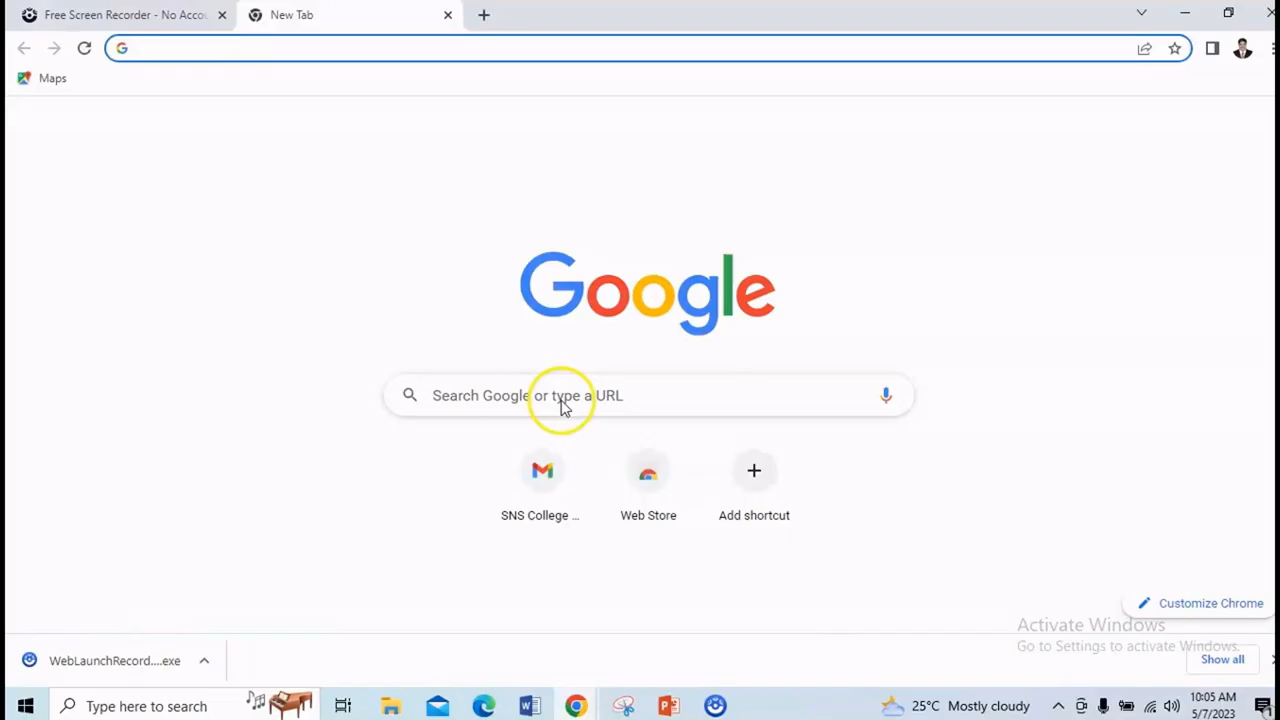 Free Screen Recorder - No Accou
New Tab
Maps
Google
Search Google or type a URL
SNS College ...
Web Store
Add shortcut
Customize Chrome
Activate Windows
Go to Settings to activate Windows.
WebLaunchRecord....exe
Show all
Type here to search
25°C Mostly cloudy
10:05 AM
5/7/2023